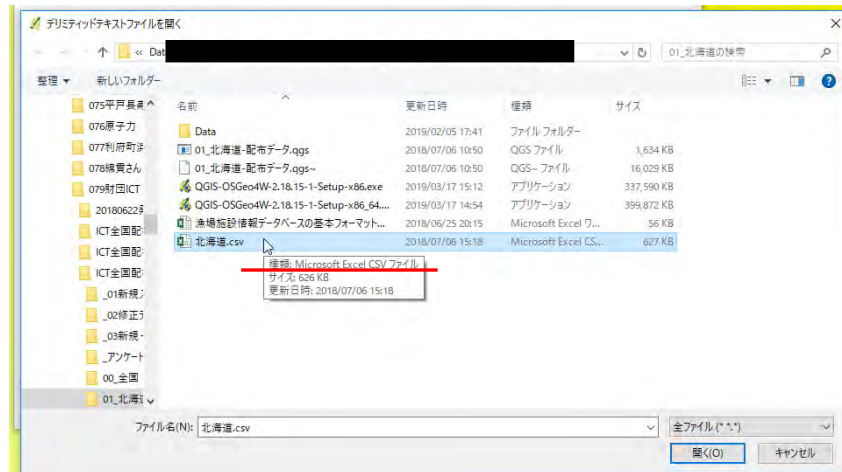 デリミティッドテキストファイルを開く
« Dat
01_北海道の検索
整理 新しいフォルダー
名前 更新日時 種類 サイズ
075平戸長
076原子力
077利府町
078綿貫さん
079財団ICT
20180622
ICT全国配
ICT全国配
ICT全国配
_01新規
_02修正
_03新規・
_アンケート
00_全国
01_北海道
Data 2019/02/05 17:41 ファイル フォルダー
01_北海道-配布データ.qgs 2018/07/06 10:50 QGS ファイル 1,634 KB
01_北海道-配布データ.qgs~ 2018/07/06 10:50 QGS~ ファイル 16,029 KB
QGIS-OSGeo4W-2.18.15-1-Setup-x86.exe 2019/03/17 15:12 アプリケーション 337,590 KB
QGIS-OSGeo4W-2.18.15-1-Setup-x86_64.... 2019/03/17 14:54 アプリケーション 399,872 KB
漁場施設情報データベースの基本フォーマット... 2018/06/25 20:15 Microsoft Excel ワ... 56 KB
北海道.csv 2018/07/06 15:18 Microsoft Excel CS... 627 KB
種類: Microsoft Excel CSV ファイル
サイズ: 626 KB
更新日時: 2018/07/06 15:18
ファイル名(N): 北海道.csv 全ファイル (* *.*)
開く(O) キャンセル